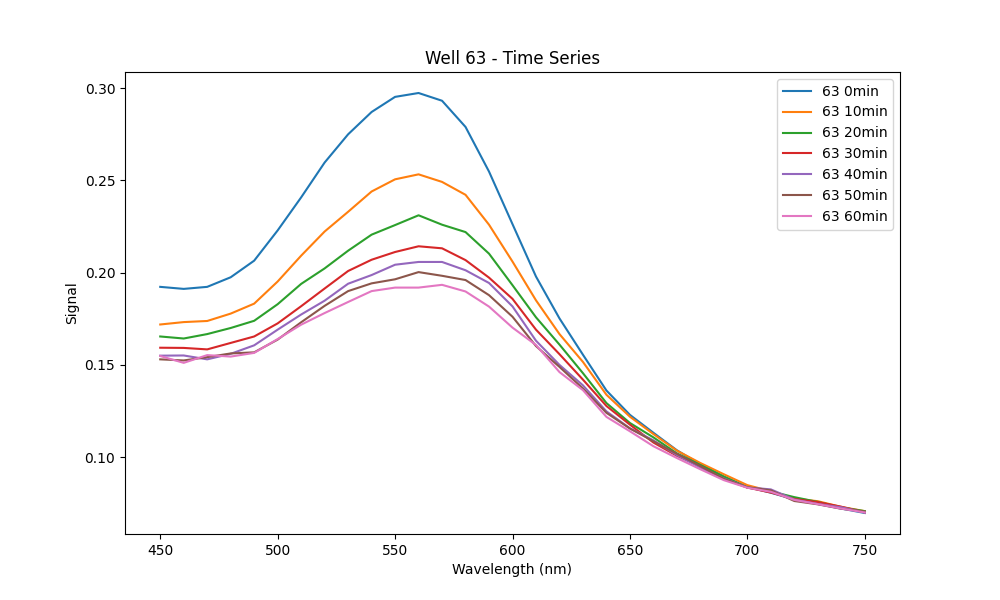 Well 63 - Time Series
Signal
0.30
0.25
0.20
0.15
0.10
63 0min
63 10min
63 20min
63 30min
63 40min
63 50min
63 60min
450 500 550 600 650 700 750
Wavelength (nm)